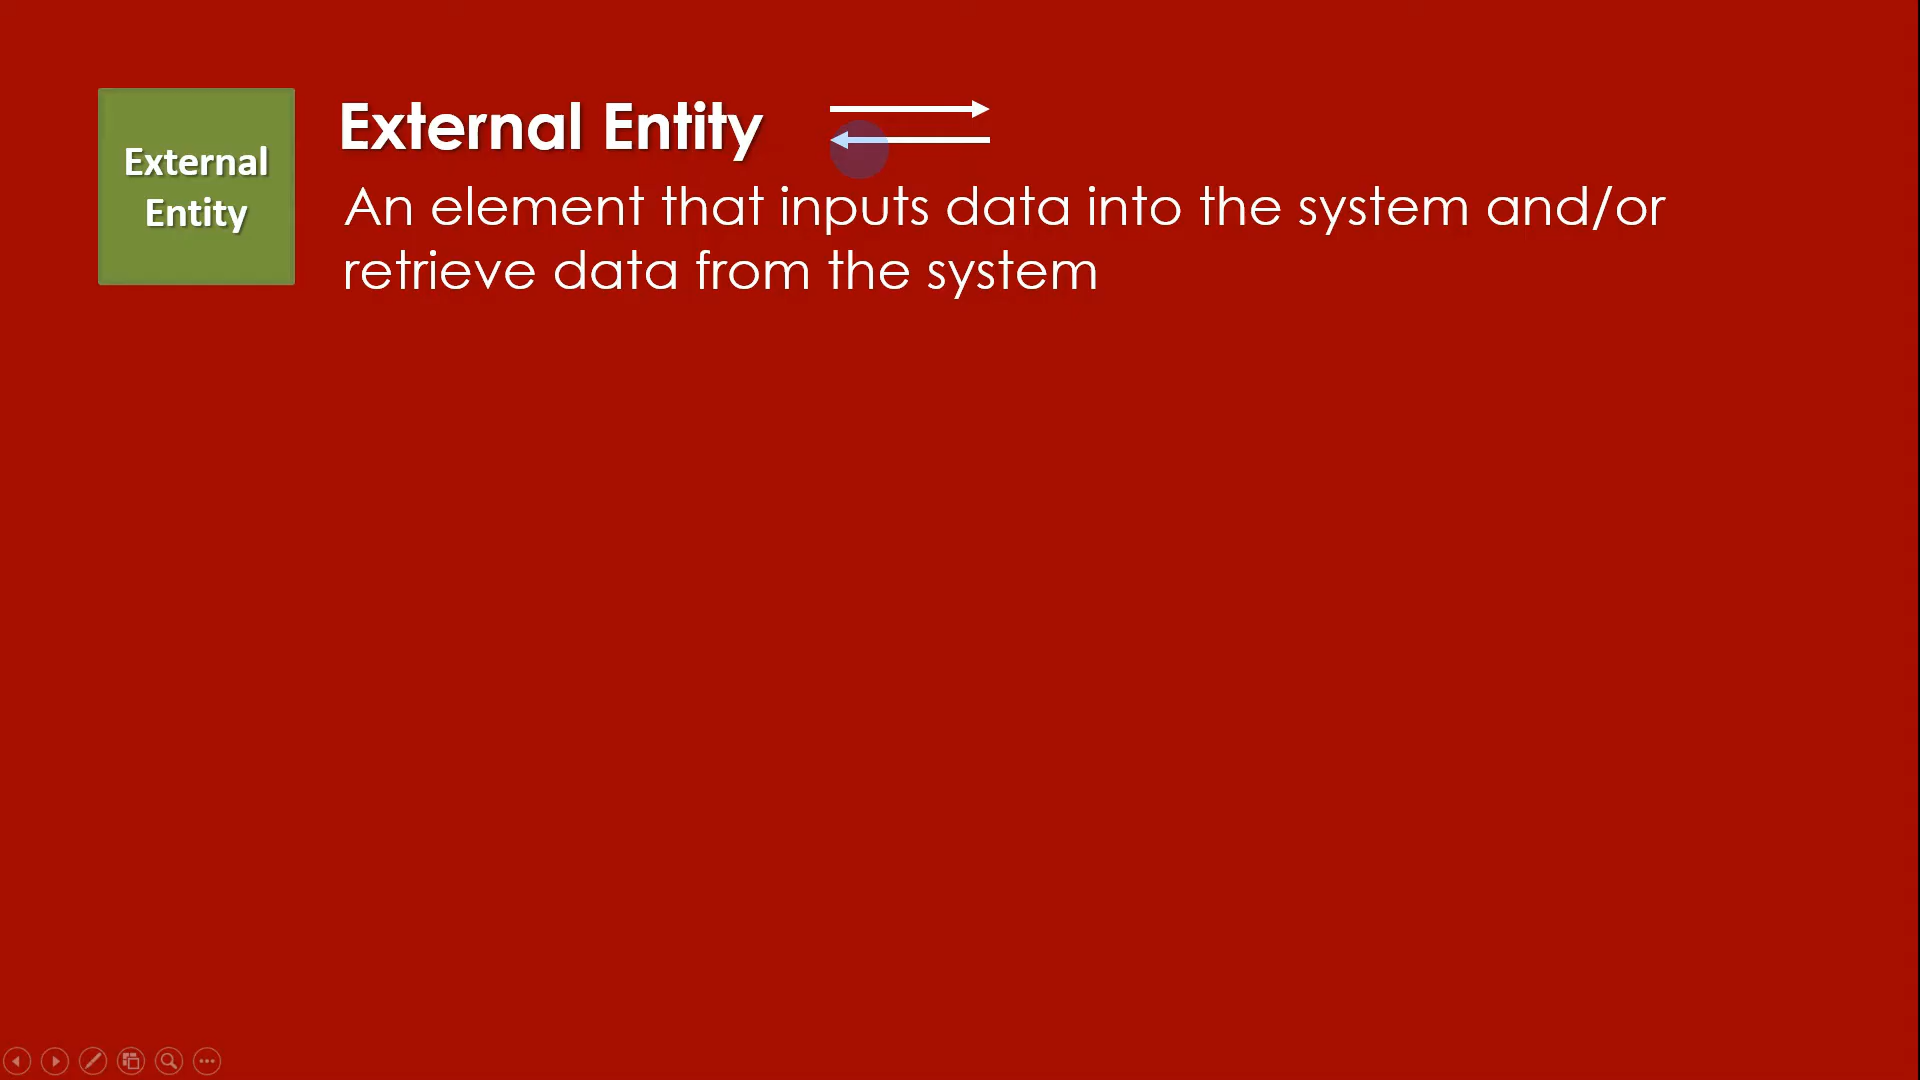 External
Entity
External Entity
An element that inputs data into the system and/or
retrieve data from the system